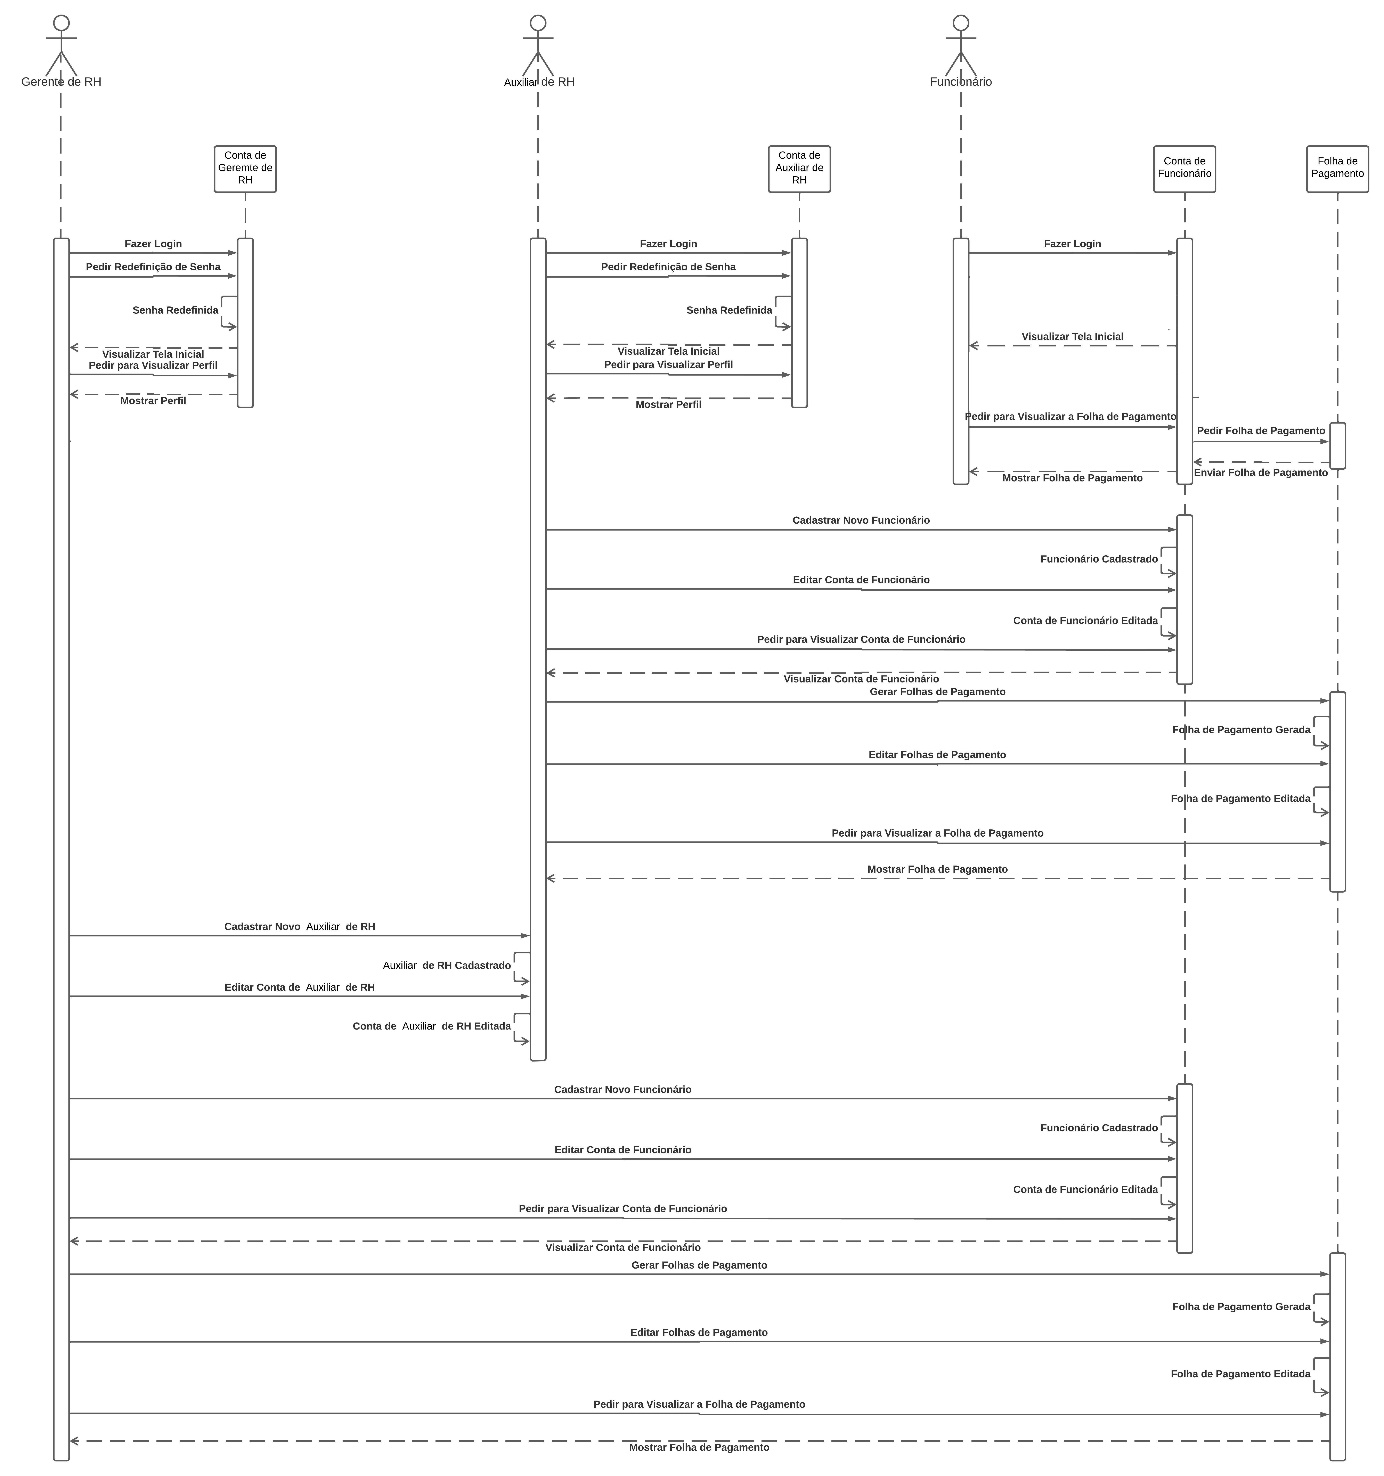 Gerente de RH
Auxiliar de RH
Funcionário
Conta de
Geremte de
RH
Conta de
Auxiliar de
RH
Conta de
Funcionário
Folha de
Pagamento
Fazer Login
Fazer Login
Fazer Login
Pedir Redefinição de Senha
Pedir Redefinição de Senha
Senha Redefinida
Senha Redefinida
Visualizar Tela Inicial
Visualizar Tela Inicial
Visualizar Tela Inicial
Pedir para Visualizar Perfil
Pedir para Visualizar Perfil
Mostrar Perfil
Mostrar Perfil
Pedir para Visualizar a Folha de Pagamento
Pedir Folha de Pagamento
Enviar Folha de Pagamento
Mostrar Folha de Pagamento
Cadastrar Novo Funcionário
Funcionário Cadastrado
Editar Conta de Funcionário
Conta de Funcionário Editada
Pedir para Visualizar Conta de Funcionário
Visualizar Conta de Funcionário
Gerar Folhas de Pagamento
Folha de Pagamento Gerada
Editar Folhas de Pagamento
Folha de Pagamento Editada
Pedir para Visualizar a Folha de Pagamento
Mostrar Folha de Pagamento
Cadastrar Novo Auxiliar de RH
Auxiliar de RH Cadastrado
Editar Conta de Auxiliar de RH
Conta de Auxiliar de RH Editada
Cadastrar Novo Funcionário
Funcionário Cadastrado
Editar Conta de Funcionário
Conta de Funcionário Editada
Pedir para Visualizar Conta de Funcionário
Visualizar Conta de Funcionário
Gerar Folhas de Pagamento
Folha de Pagamento Gerada
Editar Folhas de Pagamento
Folha de Pagamento Editada
Pedir para Visualizar a Folha de Pagamento
Mostrar Folha de Pagamento